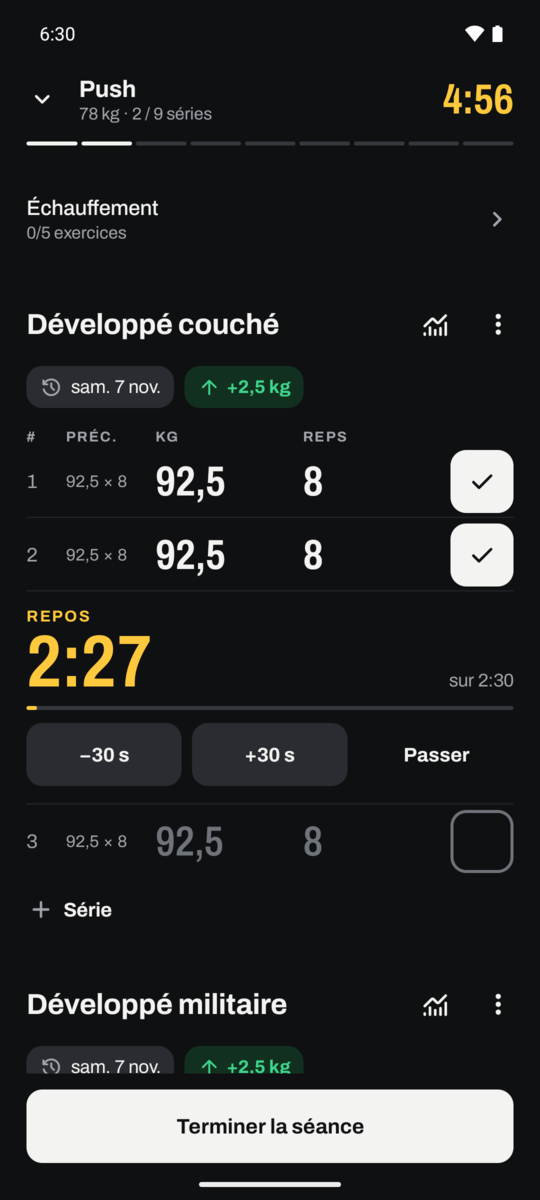 6:30
Push
4:56
78 kg · 2 / 9 séries
Échauffement
0/5 exercices
Développé couché
sam. 7 nov.
+2,5 kg
# PRÉC. KG REPS
1 92,5 × 8 92,5 8
2 92,5 × 8 92,5 8
REPOS
2:27
sur 2:30
−30 s
+30 s
Passer
3 92,5 × 8 92,5 8
+ Série
Développé militaire
sam. 7 nov.
+2,5 kg
Terminer la séance